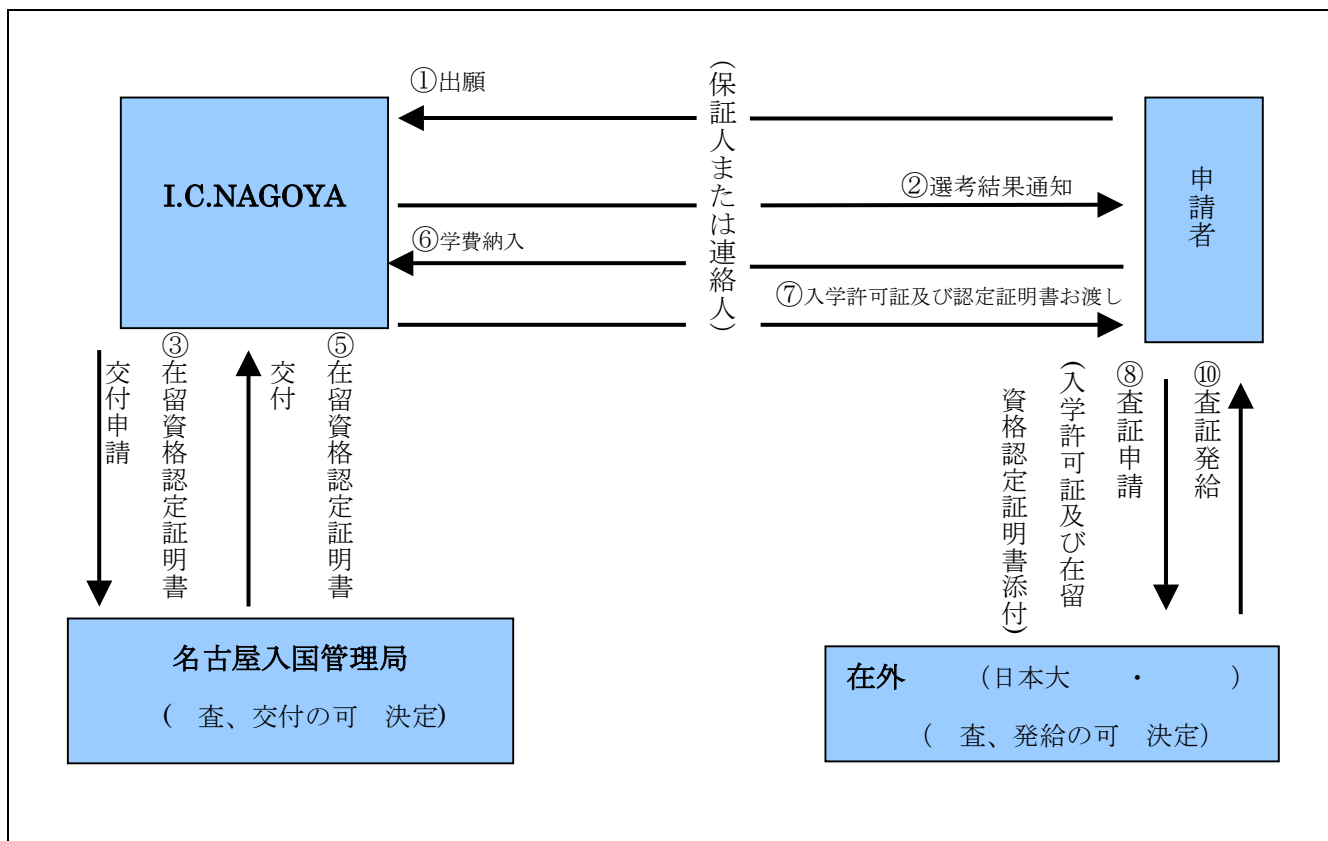 ①出願
(保証人または連絡人)
I.C.NAGOYA
申請者
②選考結果通知
⑥学費納入
⑦入学許可証及び認定証明書お渡し
③在留資格認定証明書
交付申請
⑤在留資格認定証明書
交付
⑧査証申請
(入学許可証及び在留
資格認定証明書添付)
⑩査証発給
名古屋入国管理局
( 査、交付の可 決定)
在外 (日本大 ・ )
( 査、発給の可 決定)